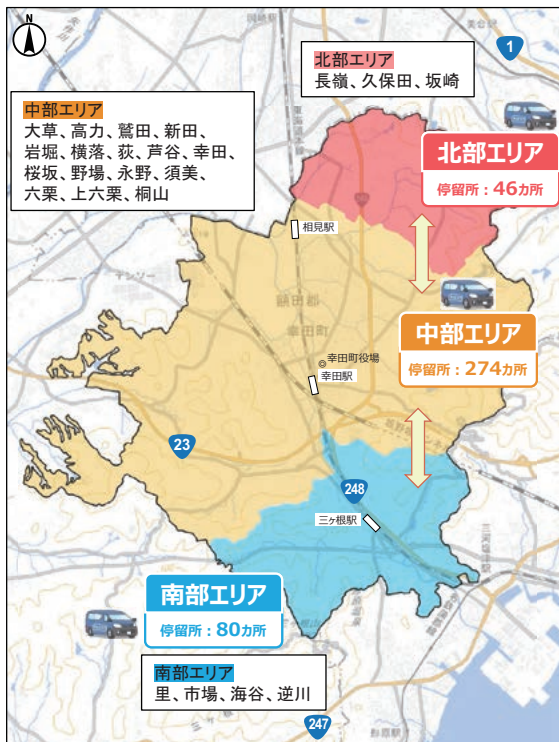 北部エリア
長嶺、久保田、坂崎
1
中部エリア
大草、高力、鷲田、新田、
岩堀、横落、荻、芦谷、幸田、
桜坂、野場、永野、須美、
六栗、上六栗、桐山
北部エリア
停留所：46カ所
相見駅
額田郡
幸田町
中部エリア
停留所：274カ所
幸田町役場
幸田駅
23
248
三ヶ根駅
南部エリア
停留所：80カ所
南部エリア
里、市場、海谷、逆川
247
形原駅